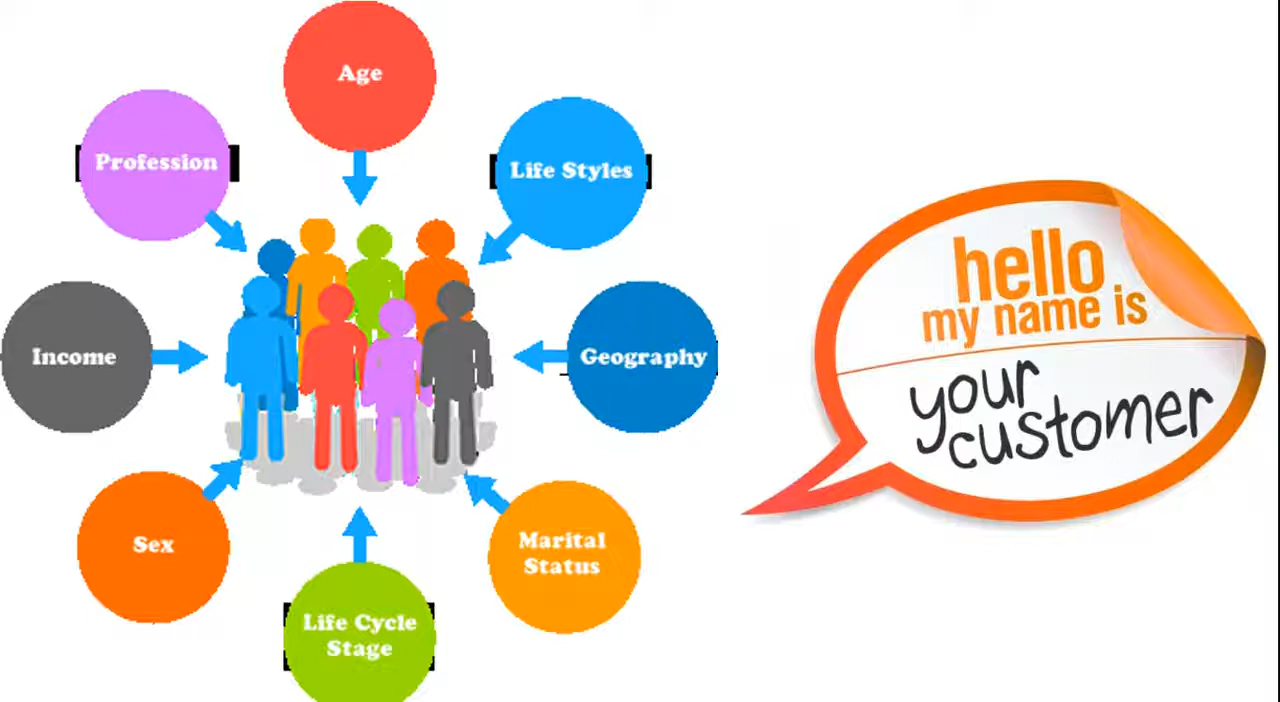 Age
Profession
Life Styles
Income
Geography
Sex
Marital
Status
Life Cycle
Stage
hello
my name is
your
customer